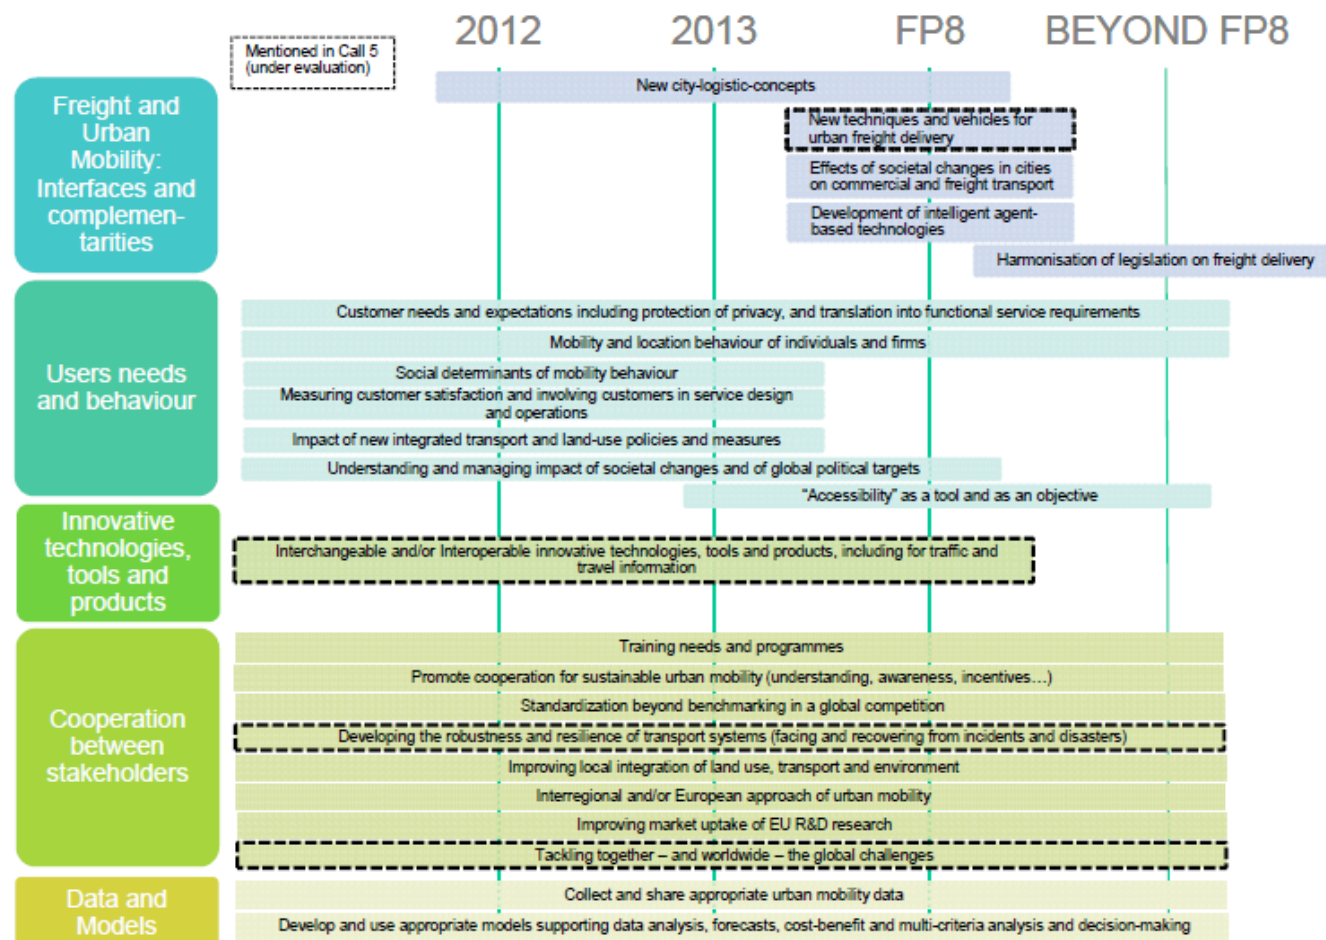 2012
2013
FP8
BEYOND FP8
Mentioned in Call 5
(under evaluation)
Freight and
Urban
Mobility:
Interfaces and
complemen-
tarities
New city-logistic-concepts
New techniques and vehicles for
urban freight delivery
Effects of societal changes in cities
on commercial and freight transport
Development of intelligent agent-
based technologies
Harmonisation of legislation on freight delivery
Users needs
and behaviour
Customer needs and expectations including protection of privacy, and translation into functional service requirements
Mobility and location behaviour of individuals and firms
Social determinants of mobility behaviour
Measuring customer satisfaction and involving customers in service design
and operations
Impact of new integrated transport and land-use policies and measures
Understanding and managing impact of societal changes and of global political targets
"Accessibility" as a tool and as an objective
Innovative
technologies,
tools and
products
Interchangeable and/or Interoperable innovative technologies, tools and products, including for traffic and
travel information
Cooperation
between
stakeholders
Training needs and programmes
Promote cooperation for sustainable urban mobility (understanding, awareness, incentives…)
Standardization beyond benchmarking in a global competition
Developing the robustness and resilience of transport systems (facing and recovering from incidents and disasters)
Improving local integration of land use, transport and environment
Interregional and/or European approach of urban mobility
Improving market uptake of EU R&D research
Tackling together – and worldwide – the global challenges
Data and
Models
Collect and share appropriate urban mobility data
Develop and use appropriate models supporting data analysis, forecasts, cost-benefit and multi-criteria analysis and decision-making